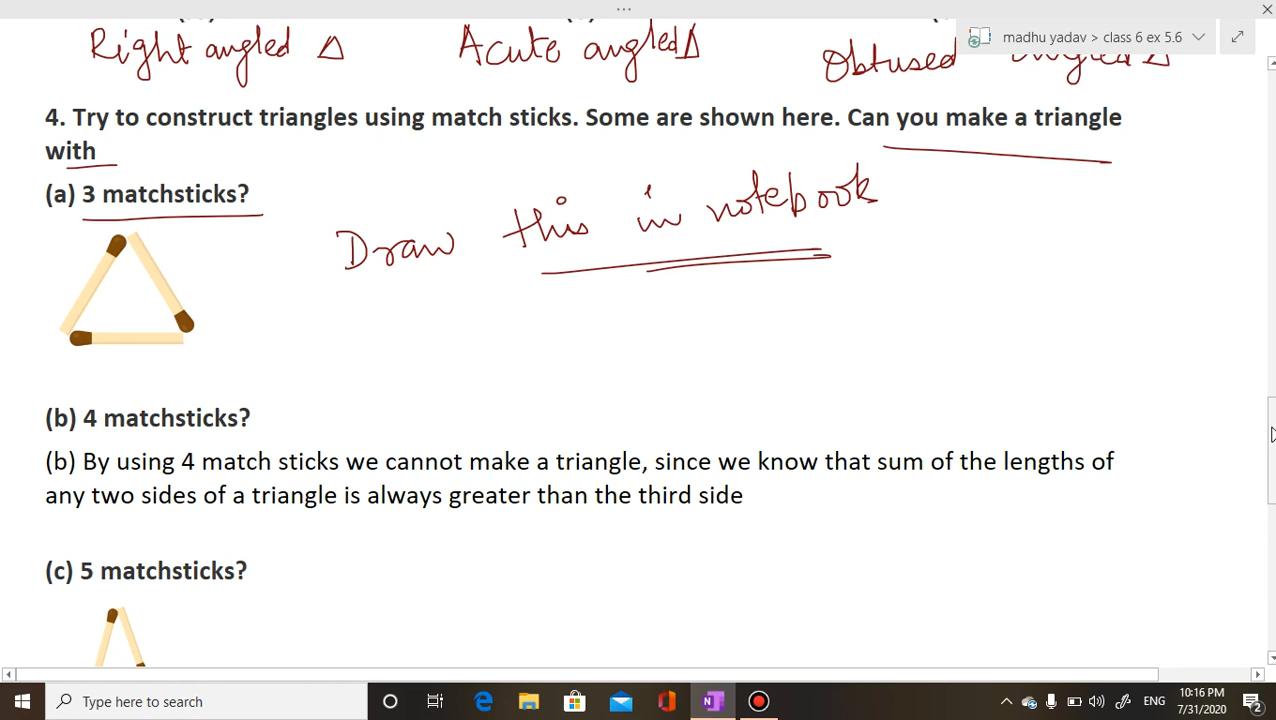 madhu yadav > class 6 ex 5.6
Right angled Δ
Acute angled Δ
Obtused angled Δ
4. Try to construct triangles using match sticks. Some are shown here. Can you make a triangle
with
(a) 3 matchsticks?
Draw this in notebook
(b) 4 matchsticks?
(b) By using 4 match sticks we cannot make a triangle, since we know that sum of the lengths of
any two sides of a triangle is always greater than the third side
(c) 5 matchsticks?
Type here to search
ENG
10:16 PM
7/31/2020
2